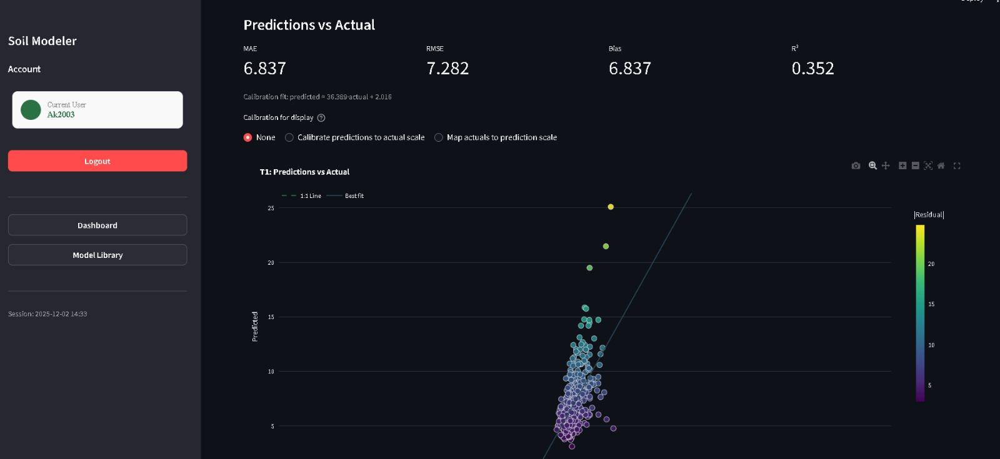 Soil Modeler
Account
Current User
Ak2003
Logout
Dashboard
Model Library
Session: 2025-12-02 14:33
Predictions vs Actual
MAE
6.837
RMSE
7.282
Bias
6.837
R²
0.352
Calibration fit: predicted ≈ 36.389·actual + 2.016
Calibration for display
None
Calibrate predictions to actual scale
Map actuals to prediction scale
T1: Predictions vs Actual
1:1 Line
Best fit
25
20
15
10
5
Predicted
|Residual|
20
15
10
5